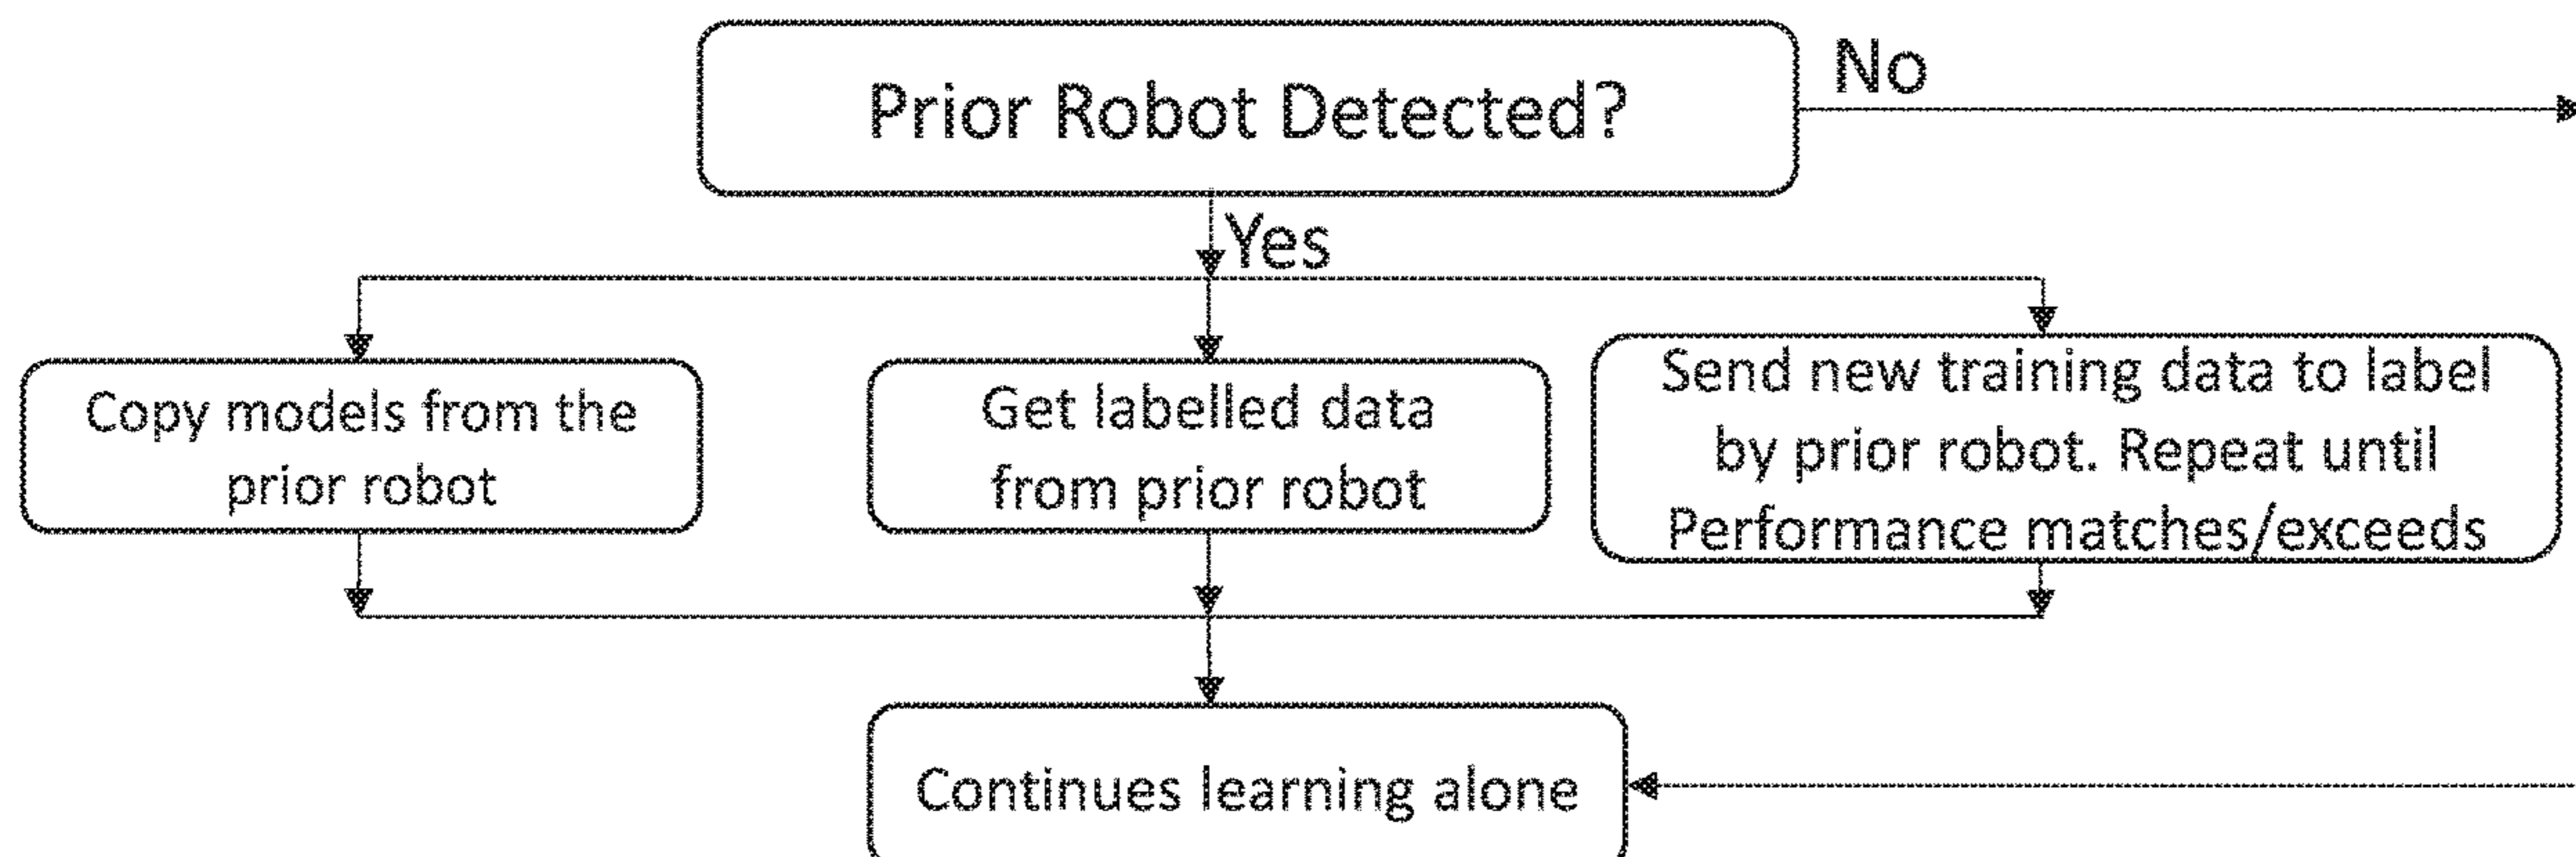 Prior Robot Detected?
No
Yes
Copy models from the
prior robot
Get labelled data
from prior robot
Send new training data to label
by prior robot. Repeat until
Performance matches/exceeds
Continues learning alone